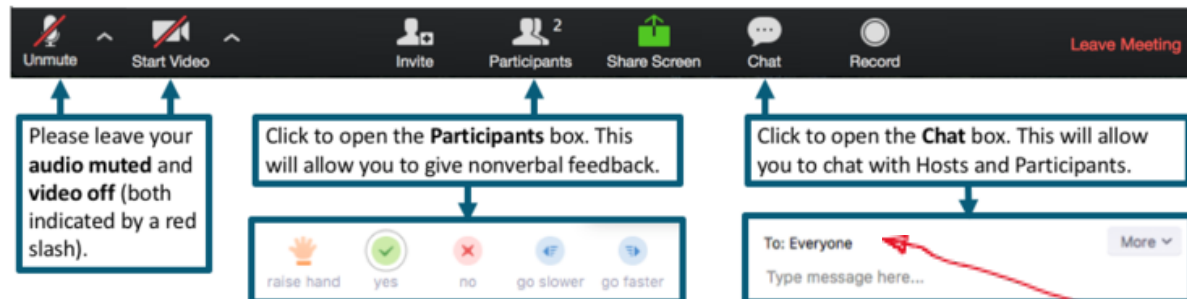 2
Unmute Start Video Invite Participants Share Screen Chat Record Leave Meeting
Please leave your
audio muted and
video off (both
indicated by a red
slash).
Click to open the Participants box. This
will allow you to give nonverbal feedback.
raise hand yes no go slower go faster
Click to open the Chat box. This will allow
you to chat with Hosts and Participants.
To: Everyone More
Type message here...